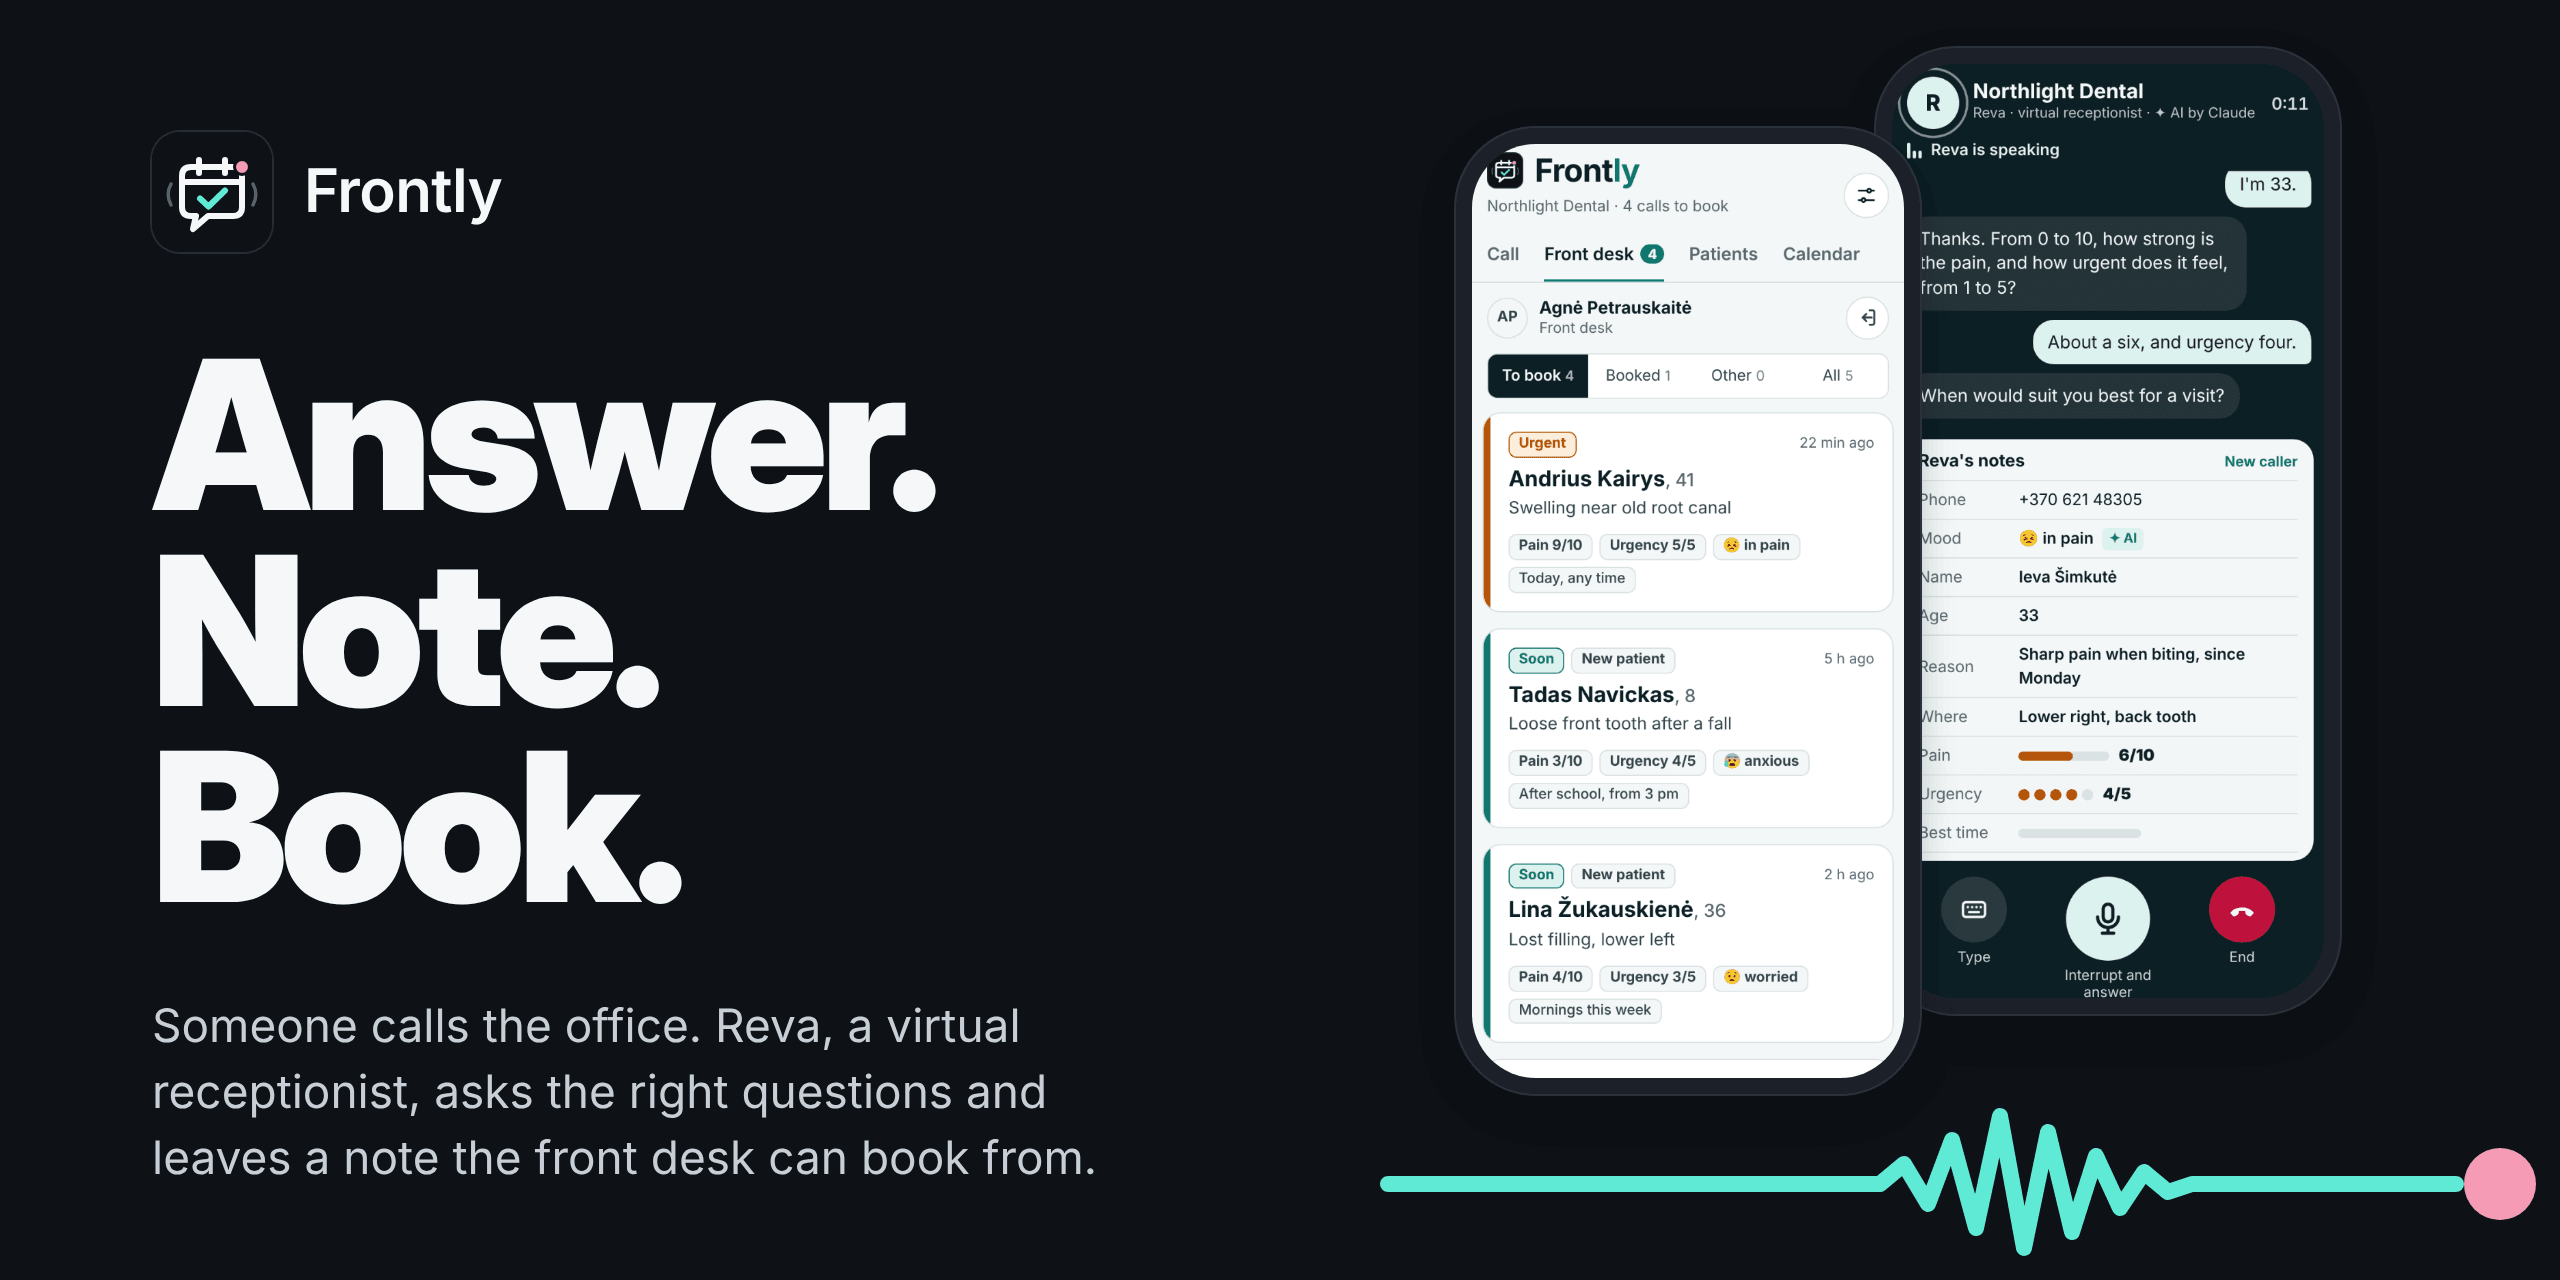 Frontly
Answer.
Note.
Book.
Someone calls the office. Reva, a virtual
receptionist, asks the right questions and
leaves a note the front desk can book from.
Frontly
Northlight Dental · 4 calls to book
Call Front desk 4 Patients Calendar
AP
Agnė Petrauskaitė
Front desk
To book 4 Booked 1 Other 0 All 5
Urgent 22 min ago
Andrius Kairys, 41
Swelling near old root canal
Pain 9/10 Urgency 5/5 😣 in pain
Today, any time
Soon New patient 5 h ago
Tadas Navickas, 8
Loose front tooth after a fall
Pain 3/10 Urgency 4/5 😰 anxious
After school, from 3 pm
Soon New patient 2 h ago
Lina Žukauskienė, 36
Lost filling, lower left
Pain 4/10 Urgency 3/5 😟 worried
Mornings this week
R
Northlight Dental
Reva · virtual receptionist · ✦ AI by Claude 0:11
Reva is speaking
I'm 33.
Thanks. From 0 to 10, how strong is
the pain, and how urgent does it feel,
from 1 to 5?
About a six, and urgency four.
When would suit you best for a visit?
Reva's notes New caller
Phone +370 621 48305
Mood 😣 in pain ✦ AI
Name Ieva Šimkutė
Age 33
Reason Sharp pain when biting, since
Monday
Where Lower right, back tooth
Pain 6/10
Urgency 4/5
Best time
Type
Interrupt and
answer
End